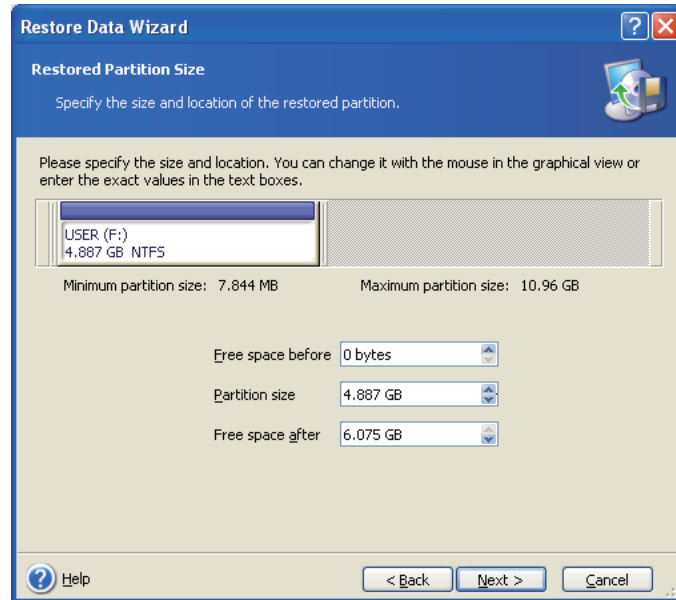 Restore Data Wizard
Restored Partition Size
Specify the size and location of the restored partition.
Please specify the size and location. You can change it with the mouse in the graphical view or
enter the exact values in the text boxes.
USER (F:)
4.887 GB NTFS
Minimum partition size: 7.844 MB Maximum partition size: 10.96 GB
Free space before 0 bytes
Partition size 4.887 GB
Free space after 6.075 GB
Help < Back Next > Cancel